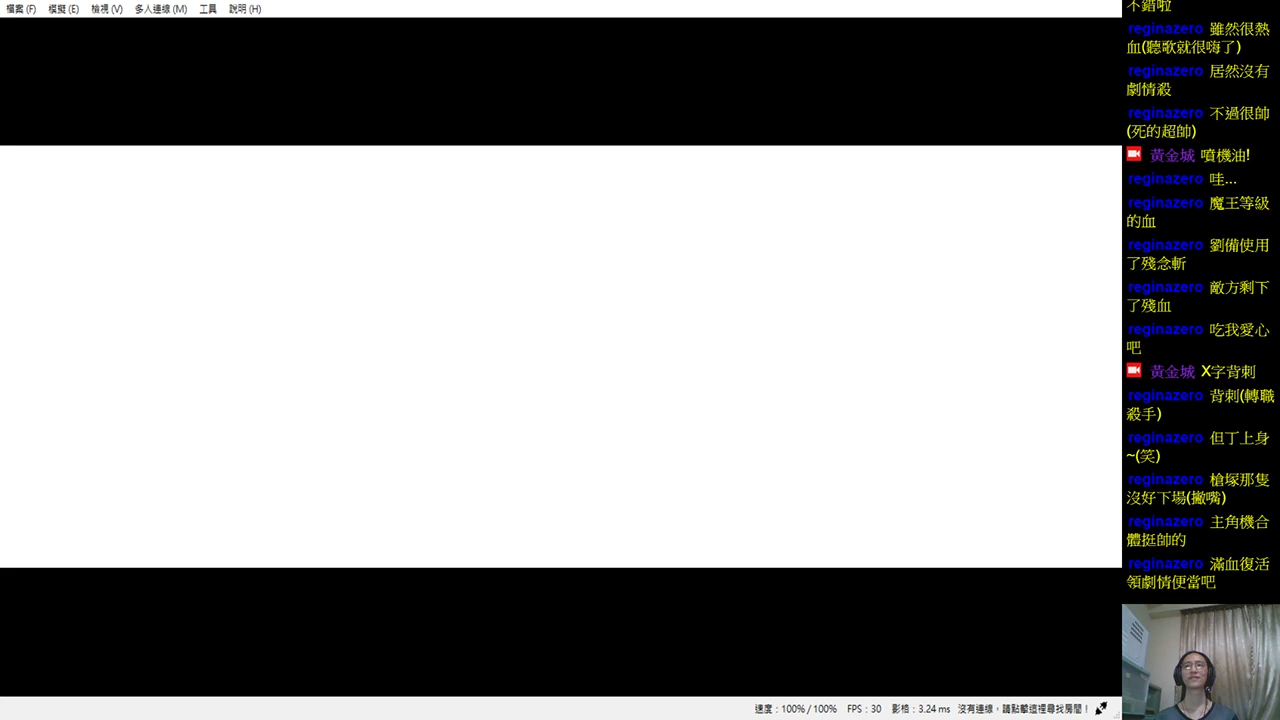 檔案(F) 模擬(E) 檢視(V) 多人連線(M) 工具 說明(H)
不錯啦
reginazero 雖然很熱
血(聽歌就很嗨了)
reginazero 居然沒有
劇情殺
reginazero 不過很帥
(死的超帥)
黃金城 噴機油!
reginazero 哇...
reginazero 魔王等級
的血
reginazero 劉備使用
了殘念斬
reginazero 敵方剩下
了殘血
reginazero 吃我愛心
吧
黃金城 X字背刺
reginazero 背刺(轉職
殺手)
reginazero 但丁上身
~(笑)
reginazero 槍塚那隻
沒好下場(撇嘴)
reginazero 主角機合
體挺帥的
reginazero 滿血復活
領劇情便當吧
速度：100% / 100% FPS：30 影格：3.24 ms 沒有連線，請點擊這裡尋找房間！